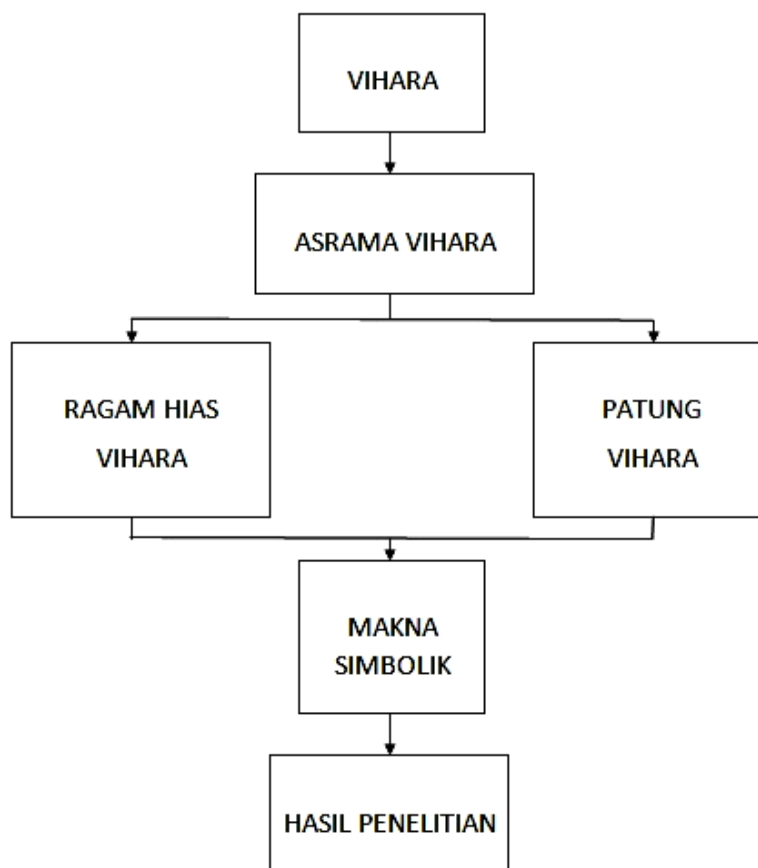 VIHARA
ASRAMA VIHARA
RAGAM HIAS
VIHARA
PATUNG
VIHARA
MAKNA
SIMBOLIK
HASIL PENELITIAN